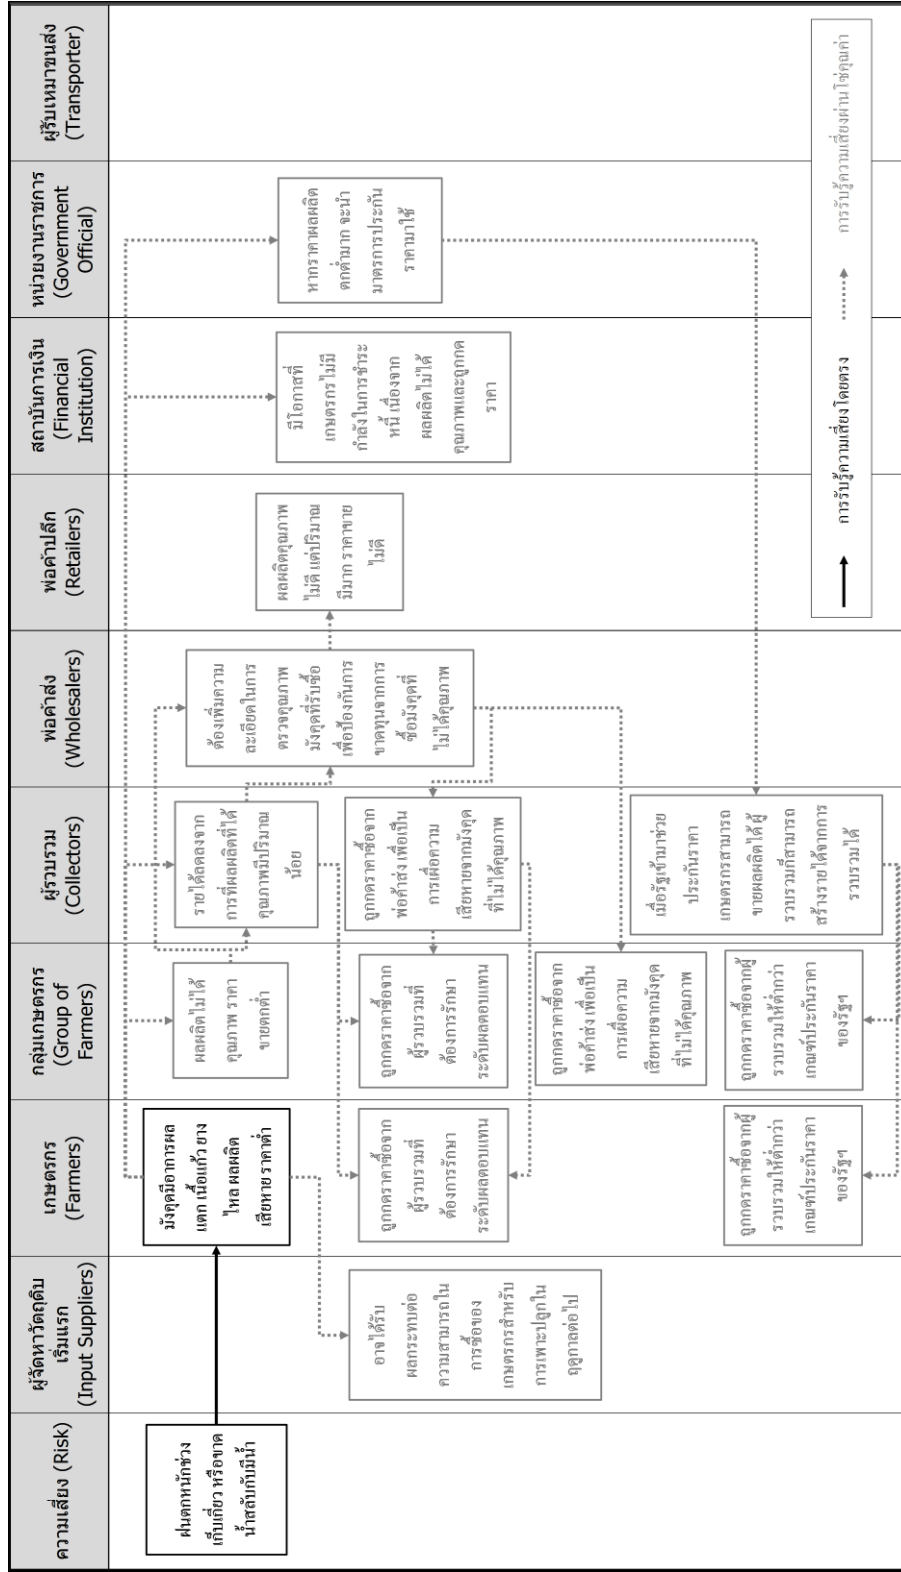 ความเสี่ยง (Risk)
ผู้จัดหาวัตถุดิบ
เริ่มแรก
(Input Suppliers)
เกษตรกร
(Farmers)
กลุ่มเกษตรกร
(Group of
Farmers)
ผู้รวบรวม
(Collectors)
พ่อค้าส่ง
(Wholesalers)
พ่อค้าปลีก
(Retailers)
สถาบันการเงิน
(Financial
Institution)
หน่วยงานราชการ
(Government
Official)
ผู้รับเหมาขนส่ง
(Transporter)
ฝนตกหนักช่วง
เก็บเกี่ยว หรือขาด
น้ำสลับกับมีน้ำ
มังคุดมีอาการผล
แตก เนื้อแก้ว ยาง
ไหล ผลผลิต
เสียหาย ราคาต่ำ
ผลผลิตไม่ได้
คุณภาพ ราคา
ขายตกต่ำ
รายได้ลดลงจาก
การที่ผลผลิตที่ได้
คุณภาพมีปริมาณ
น้อย
ต้องเพิ่มความ
ละเอียดในการ
ตรวจคุณภาพ
มังคุดที่รับซื้อ
เพื่อป้องกันการ
ขาดทุนจากการ
ซื้อมังคุดที่
ไม่ได้คุณภาพ
ผลผลิตคุณภาพ
ไม่ดี แต่ปริมาณ
มีมาก ราคาขาย
ไม่ดี
มีโอกาสที่
เกษตรกรไม่มี
กำลังในการชำระ
หนี้ เนื่องจาก
ผลผลิตไม่ได้
คุณภาพและถูกกด
ราคา
หากราคาผลผลิต
ตกต่ำมาก จะนำ
มาตรการประกัน
ราคามาใช้
อาจได้รับ
ผลกระทบต่อ
ความสามารถใน
การซื้อของ
เกษตรกรสำหรับ
การเพาะปลูกใน
ฤดูกาลต่อไป
ถูกกดราคาซื้อจาก
ผู้รวบรวมที่
ต้องการรักษา
ระดับผลตอบแทน
ถูกกดราคาซื้อจาก
ผู้รวบรวมที่
ต้องการรักษา
ระดับผลตอบแทน
ถูกกดราคาซื้อจาก
พ่อค้าส่ง เพื่อเป็น
การเผื่อความ
เสียหายจากมังคุด
ที่ไม่ได้คุณภาพ
ถูกกดราคาซื้อจาก
พ่อค้าส่ง เพื่อเป็น
การเผื่อความ
เสียหายจากมังคุด
ที่ไม่ได้คุณภาพ
เมื่อรัฐเข้ามาช่วย
ประกันราคา
เกษตรกรสามารถ
ขายผลผลิตได้ ผู้
รวบรวมก็สามารถ
สร้างรายได้จากการ
รวบรวมได้
ถูกกดราคาซื้อจากผู้
รวบรวมให้ต่ำกว่า
เกณฑ์ประกันราคา
ของรัฐฯ
ถูกกดราคาซื้อจากผู้
รวบรวมให้ต่ำกว่า
เกณฑ์ประกันราคา
ของรัฐฯ
การรับรู้ความเสี่ยงโดยตรง
การรับรู้ความเสี่ยงผ่านโซ่คุณค่า